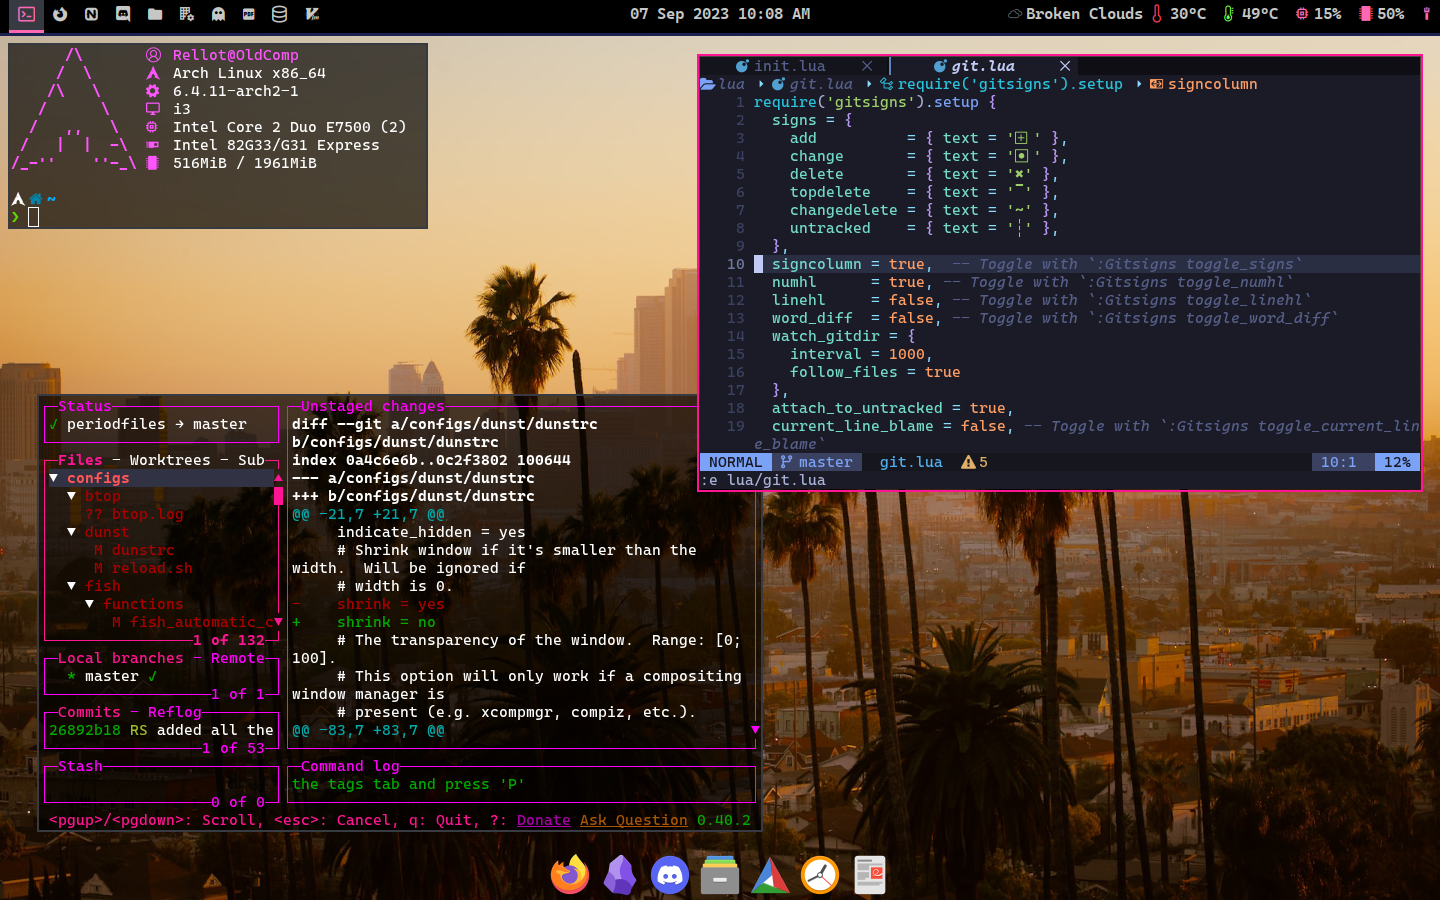 07 Sep 2023 10:08 AM
Broken Clouds 30°C 49°C 15% 50%
Rellot@OldComp
Arch Linux x86_64
6.4.11-arch2-1
i3
Intel Core 2 Duo E7500 (2)
Intel 82G33/G31 Express
516MiB / 1961MiB
~
❯
init.lua git.lua
lua › git.lua › require('gitsigns').setup › signcolumn
1 require('gitsigns').setup {
2 signs = {
3 add = { text = '⊞' },
4 change = { text = '▣' },
5 delete = { text = '✖' },
6 topdelete = { text = '‾' },
7 changedelete = { text = '~' },
8 untracked = { text = '┆' },
9 },
10 signcolumn = true, -- Toggle with `:Gitsigns toggle_signs`
11 numhl = true, -- Toggle with `:Gitsigns toggle_numhl`
12 linehl = false, -- Toggle with `:Gitsigns toggle_linehl`
13 word_diff = false, -- Toggle with `:Gitsigns toggle_word_diff`
14 watch_gitdir = {
15 interval = 1000,
16 follow_files = true
17 },
18 attach_to_untracked = true,
19 current_line_blame = false, -- Toggle with `:Gitsigns toggle_current_lin
e_blame`
NORMAL master git.lua 5 10:1 12%
:e lua/git.lua
Status
✓ periodfiles → master
Files - Worktrees - Sub
▼ configs
▼ btop
?? btop.log
▼ dunst
M dunstrc
M reload.sh
▼ fish
▼ functions
M fish_automatic_c
1 of 132
Local branches - Remote
* master ✓
1 of 1
Commits - Reflog
26892b18 RS added all the
1 of 53
Stash
0 of 0
Unstaged changes
diff --git a/configs/dunst/dunstrc
b/configs/dunst/dunstrc
index 0a4c6e6b..0c2f3802 100644
--- a/configs/dunst/dunstrc
+++ b/configs/dunst/dunstrc
@@ -21,7 +21,7 @@
indicate_hidden = yes
# Shrink window if it's smaller than the
width. Will be ignored if
# width is 0.
- shrink = yes
+ shrink = no
# The transparency of the window. Range: [0;
100].
# This option will only work if a compositing
window manager is
# present (e.g. xcompmgr, compiz, etc.).
@@ -83,7 +83,7 @@
Command log
the tags tab and press 'P'
<pgup>/<pgdown>: Scroll, <esc>: Cancel, q: Quit, ?: Donate Ask Question 0.40.2